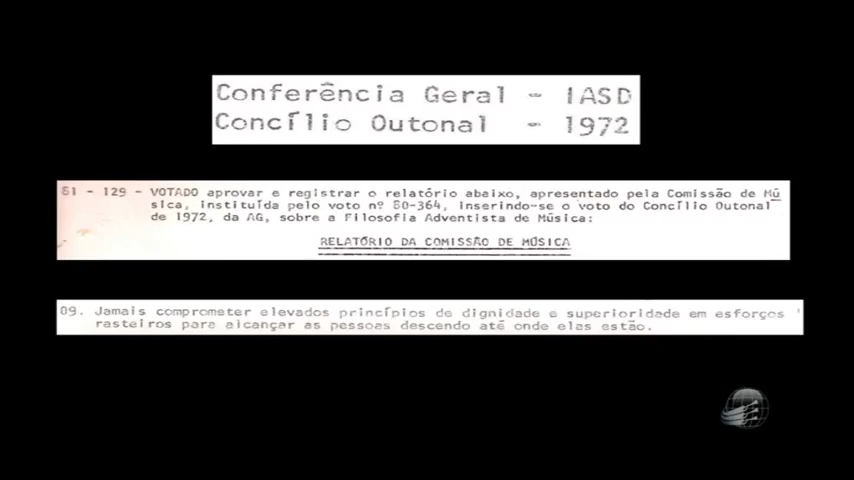 Conferência Geral - IASD
Concílio Outonal - 1972
81 - 129 - VOTADO aprovar e registrar o relatório abaixo, apresentado pela Comissão de Mú
sica, instituída pelo voto nº 80-364, inserindo-se o voto do Concílio Outonal
de 1972, da AG, sobre a Filosofia Adventista de Música:
RELATÓRIO DA COMISSÃO DE MÚSICA
09. Jamais comprometer elevados princípios de dignidade e superioridade em esforços
rasteiros para alcançar as pessoas descendo até onde elas estão.